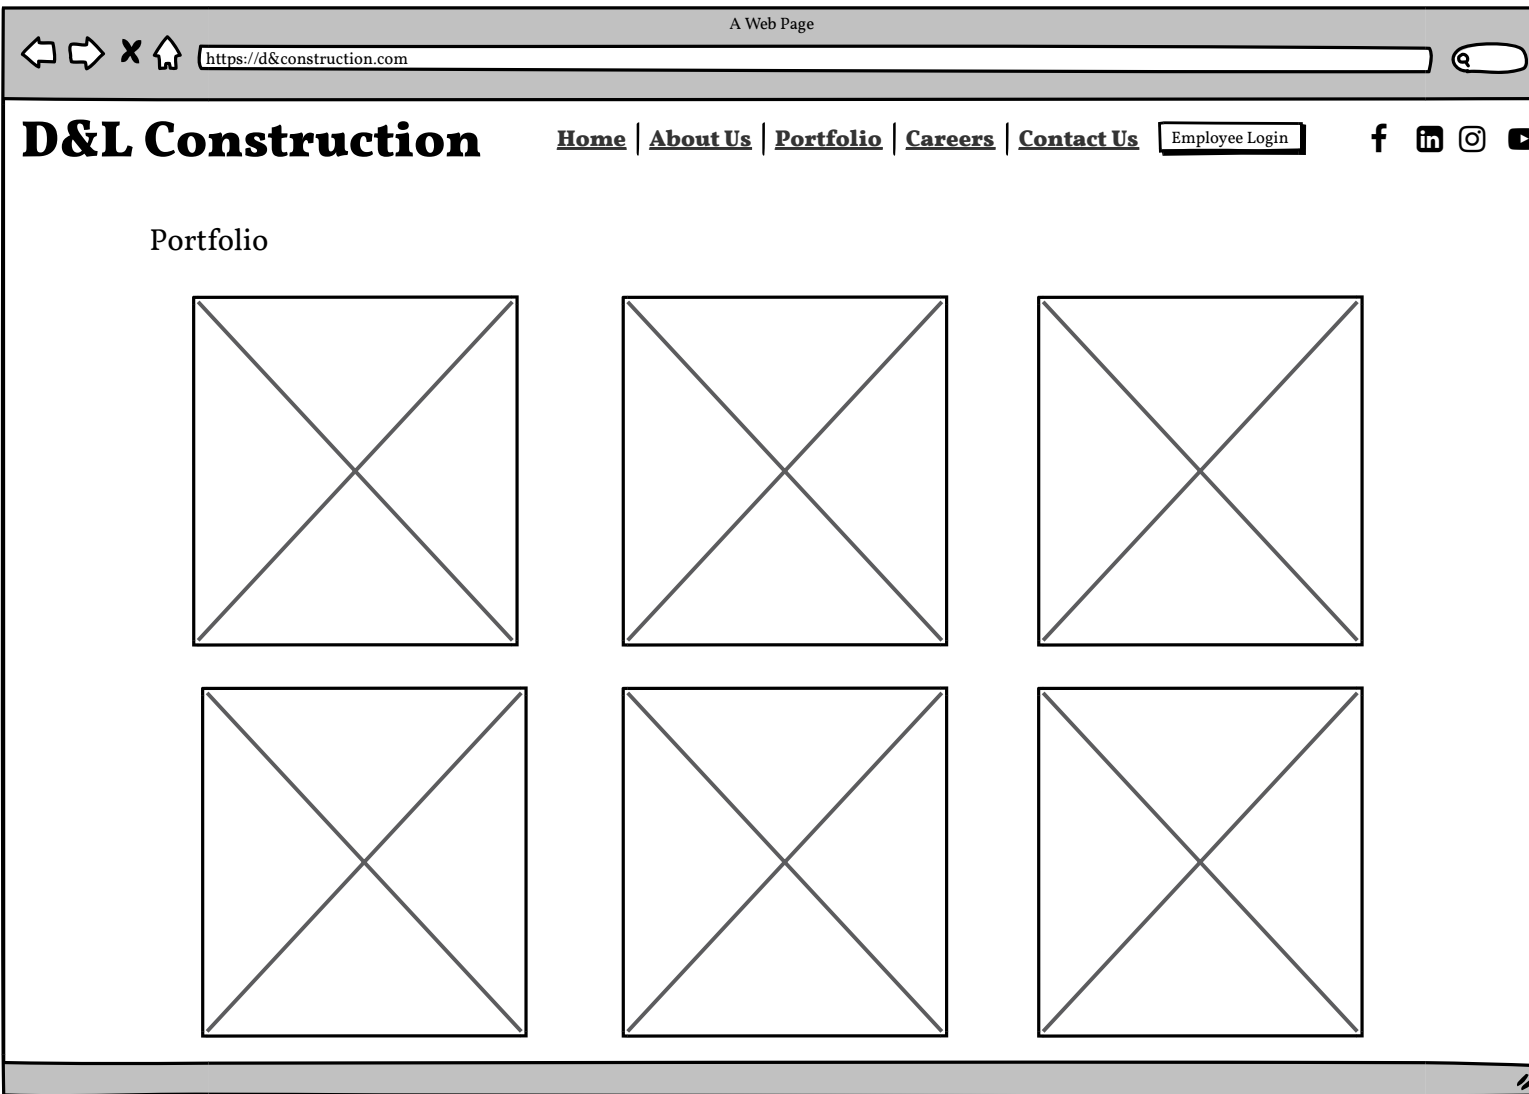 A Web Page
https://d&construction.com
D&L Construction
Home | About Us | Portfolio | Careers | Contact Us
Employee Login
Portfolio